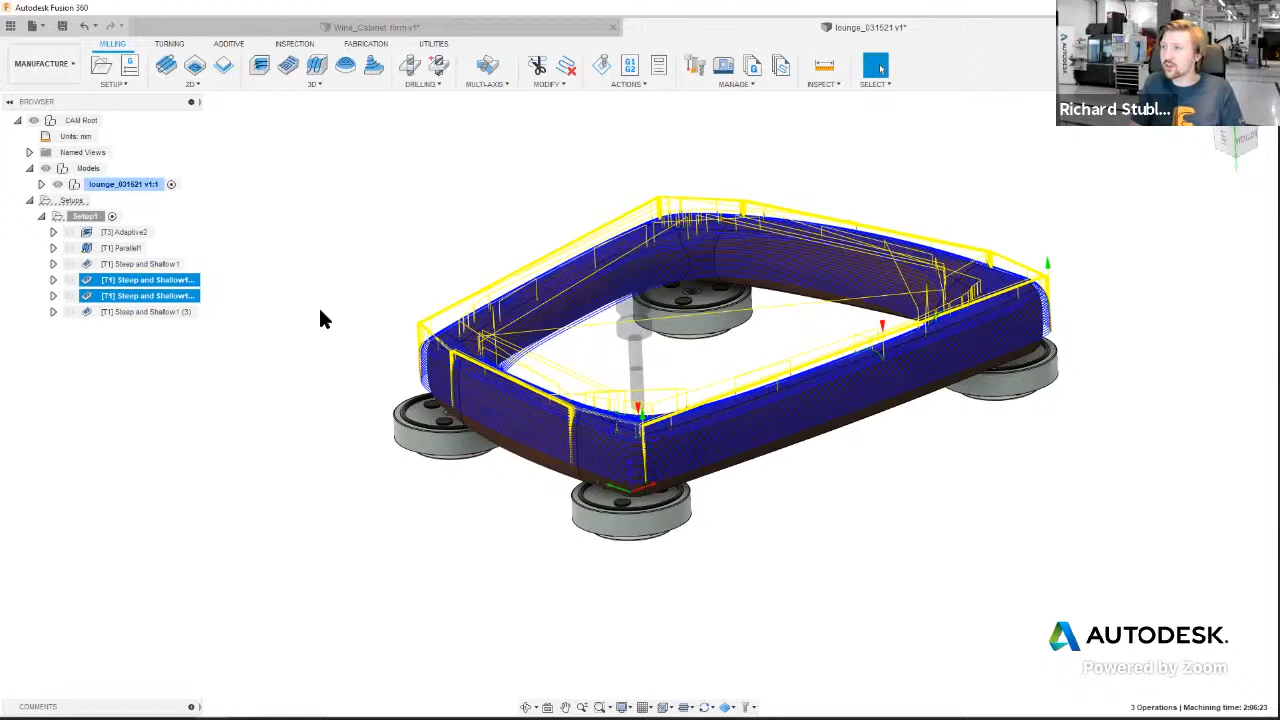 Autodesk Fusion 360
Wine_Cabinet form v1*
lounge_031521 v1*
MILLING
TURNING
ADDITIVE
INSPECTION
FABRICATION
UTILITIES
MANUFACTURE
SETUP
2D
3D
DRILLING
MULTI-AXIS
MODIFY
ACTIONS
MANAGE
INSPECT
SELECT
G1
G2
Richard Stubl...
BROWSER
CAM Root
Units: mm
Named Views
Models
lounge_031521 v1:1
Setups
Setup1
[T3] Adaptive2
[T1] Parallel1
[T1] Steep and Shallow1
[T1] Steep and Shallow1...
[T1] Steep and Shallow1...
[T1] Steep and Shallow1 (3)
AUTODESK.
Powered by Zoom
COMMENTS
3 Operations | Machining time: 2:06:23